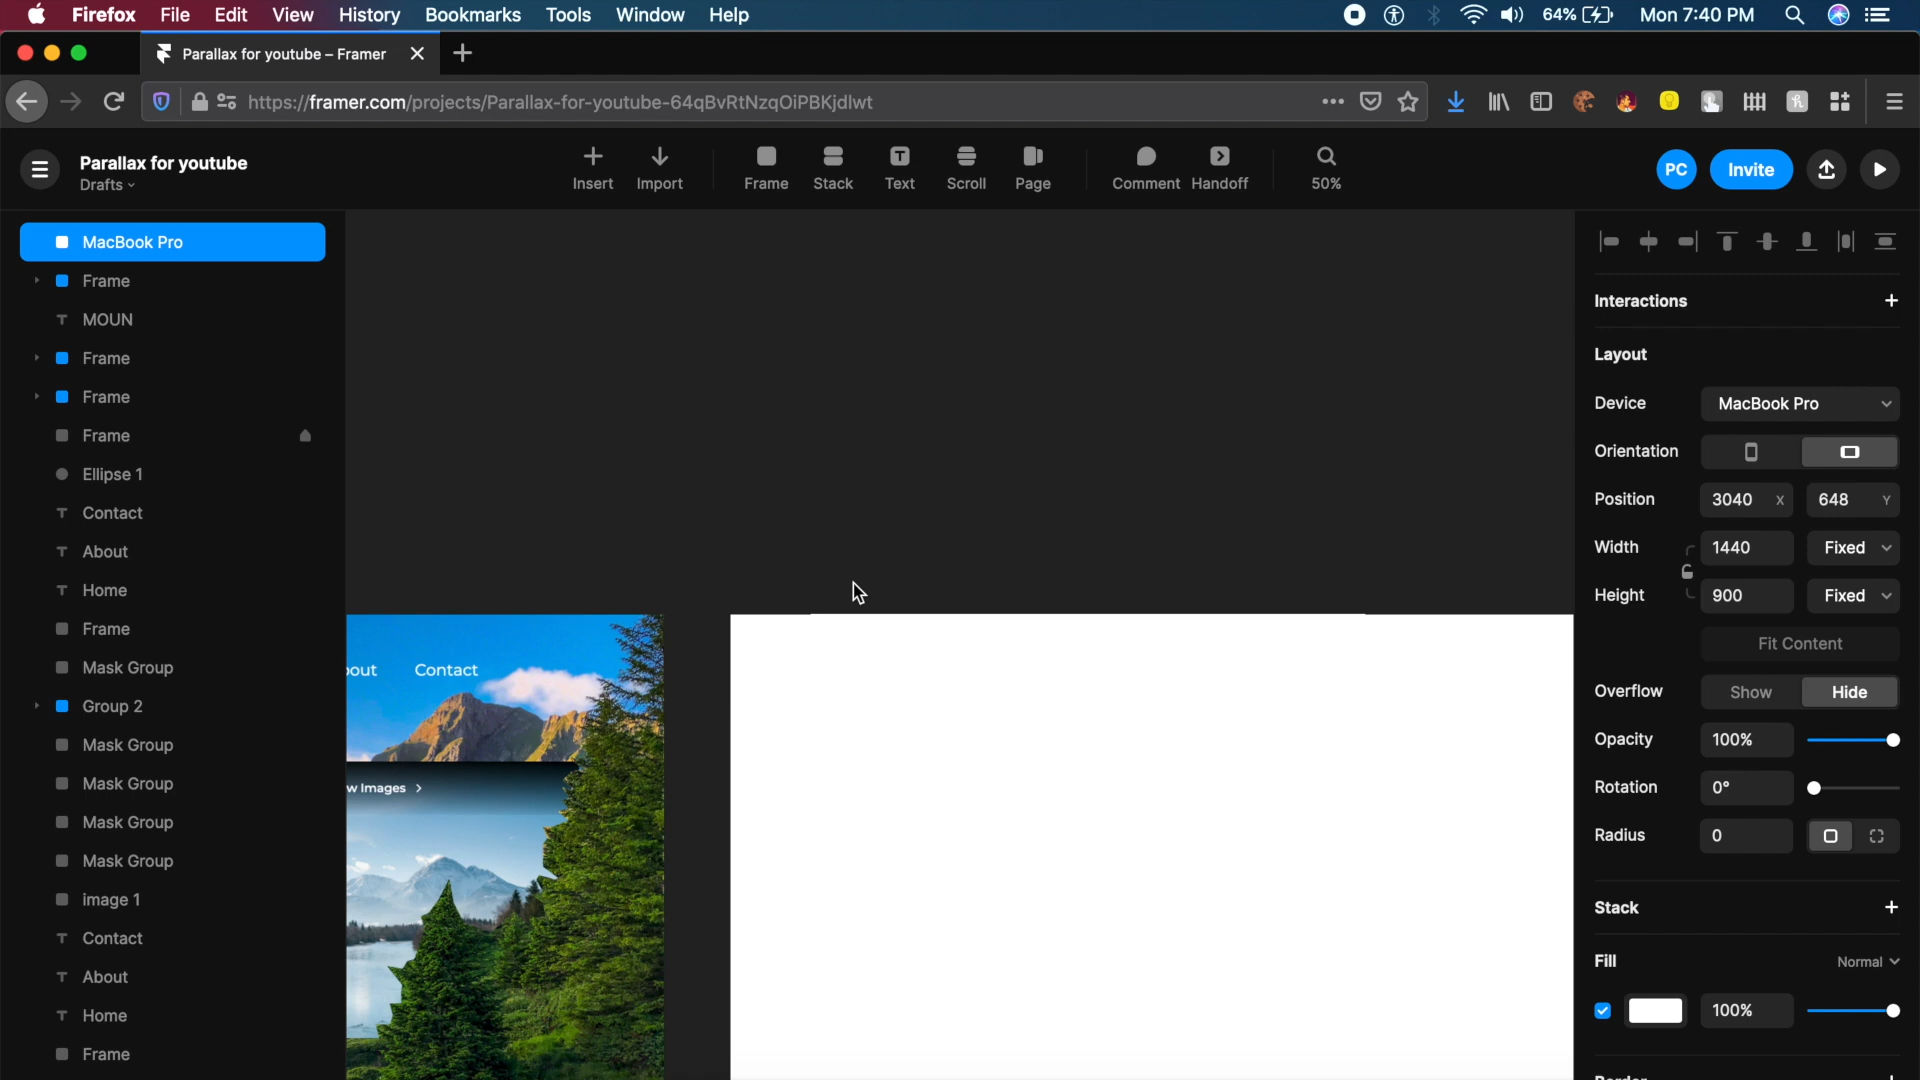 Firefox File Edit View History Bookmarks Tools Window Help 64% Mon 7:40 PM
Parallax for youtube – Framer
https://framer.com/projects/Parallax-for-youtube-64qBvRtNzqOiPBKjdlwt
Parallax for youtube
Drafts
Insert Import Frame Stack Text Scroll Page Comment Handoff 50%
PC Invite
MacBook Pro
Frame
MOUN
Frame
Frame
Frame
Ellipse 1
Contact
About
Home
Frame
Mask Group
Group 2
Mask Group
Mask Group
Mask Group
Mask Group
image 1
Contact
About
Home
Frame
out Contact
w Images >
Interactions
Layout
Device MacBook Pro
Orientation
Position 3040 X 648 Y
Width 1440 Fixed
Height 900 Fixed
Fit Content
Overflow Show Hide
Opacity 100%
Rotation 0°
Radius 0
Stack
Fill Normal
100%